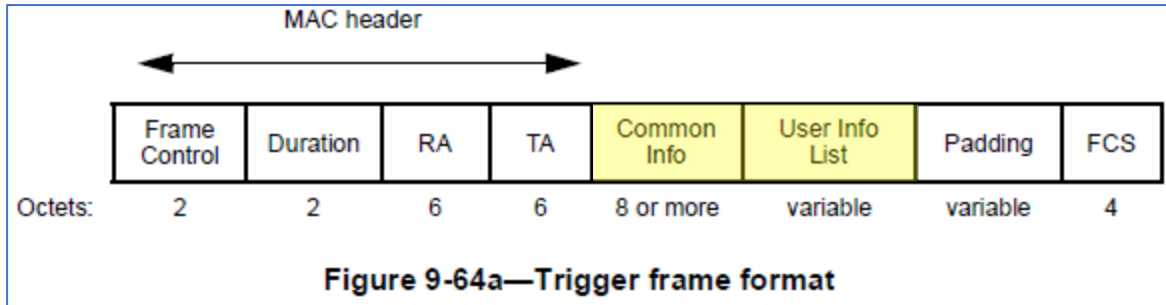 MAC header
Frame Control Duration RA TA Common Info User Info List Padding FCS
Octets: 2 2 6 6 8 or more variable variable 4
Figure 9-64a—Trigger frame format